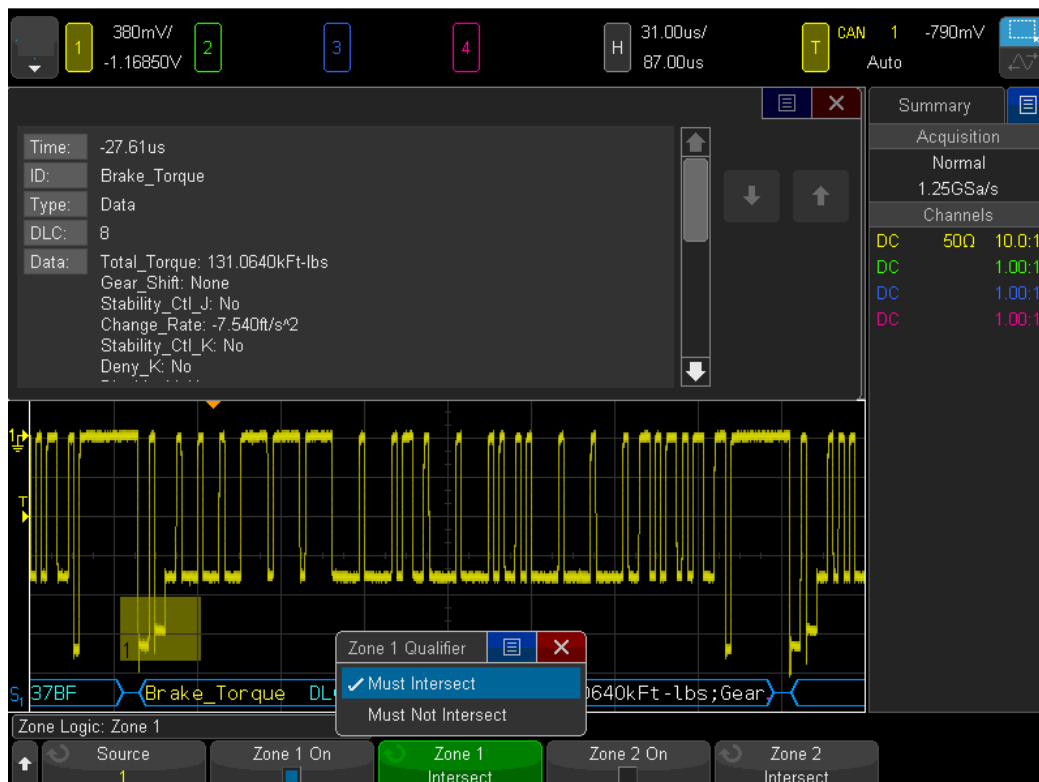 1 380mV/ 2 3 4 H 31.00us/ T CAN 1 -790mV
-1.16850V 87.00us Auto
Summary
Acquisition
Normal
1.25GSa/s
Channels
DC 50Ω 10.0:1
DC 1.00:1
DC 1.00:1
DC 1.00:1
Time: -27.61us
ID: Brake_Torque
Type: Data
DLC: 8
Data: Total_Torque: 131.0640kFt-lbs
Gear_Shift: None
Stability_Ctl_J: No
Change_Rate: -7.540ft/s^2
Stability_Ctl_K: No
Deny_K: No
1
T
1
Zone 1 Qualifier
Must Intersect
Must Not Intersect
S1 37BF Brake_Torque 0640kFt-lbs;Gear
Zone Logic: Zone 1
Source Zone 1 On Zone 1 Zone 2 On Zone 2
1 Intersect Intersect